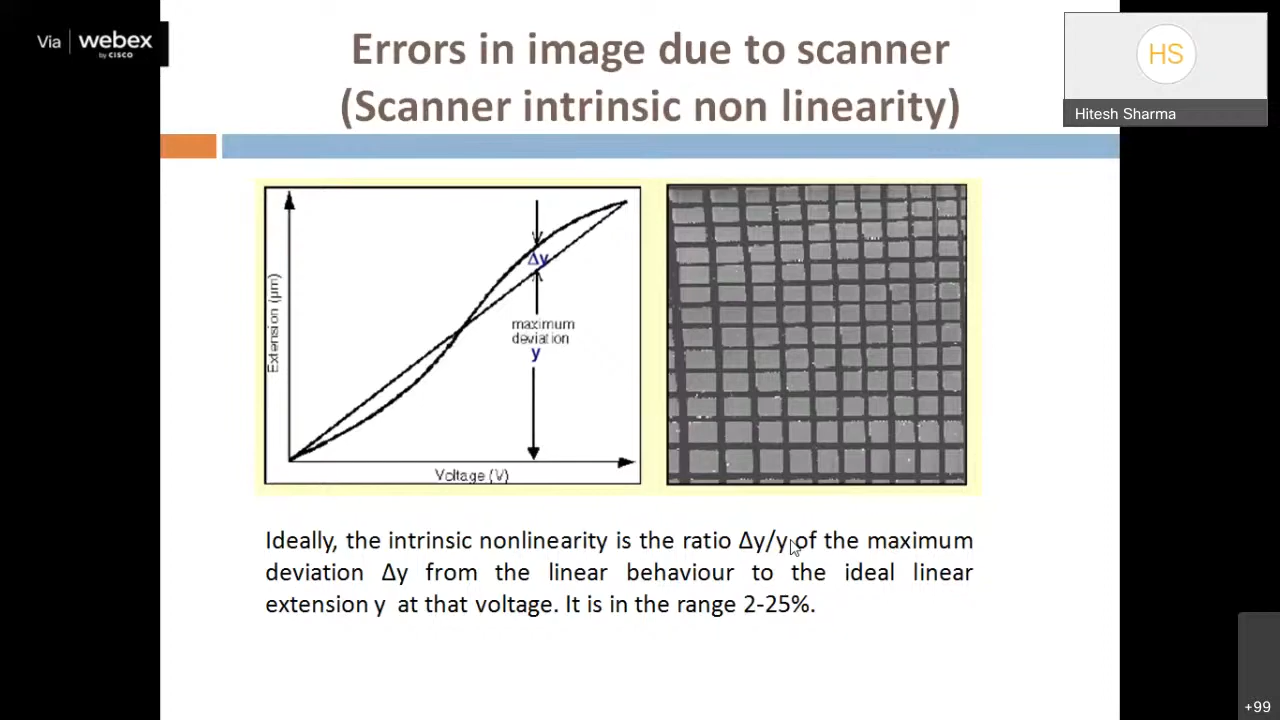 Via webex
by CISCO
Errors in image due to scanner
(Scanner intrinsic non linearity)
HS
Hitesh Sharma
Extension (μm)
Δy
maximum
deviation
y
Voltage (V)
Ideally, the intrinsic nonlinearity is the ratio Δy/y of the maximum
deviation Δy from the linear behaviour to the ideal linear
extension y at that voltage. It is in the range 2-25%.
+99